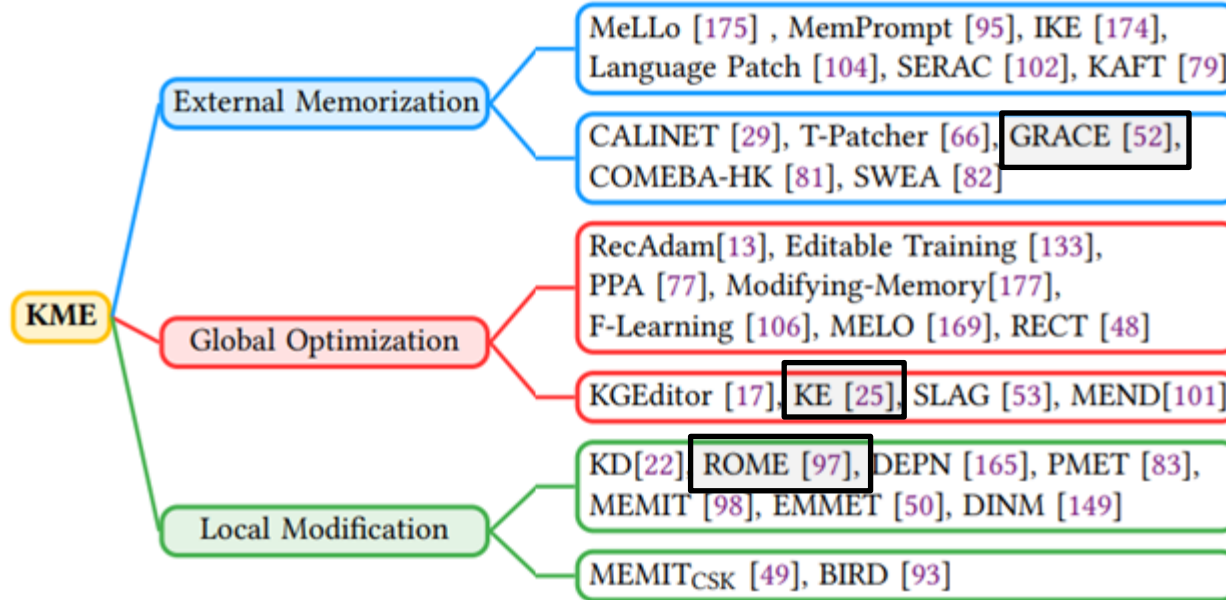 MeLLo [175] , MemPrompt [95], IKE [174],
Language Patch [104], SERAC [102], KAFT [79]
External Memorization
CALINET [29], T-Patcher [66], GRACE [52],
COMEBA-HK [81], SWEA [82]
RecAdam[13], Editable Training [133],
PPA [77], Modifying-Memory[177],
F-Learning [106], MELO [169], RECT [48]
KME
Global Optimization
KGEditor [17], KE [25], SLAG [53], MEND[101]
KD[22], ROME [97], DEPN [165], PMET [83],
MEMIT [98], EMMET [50], DINM [149]
Local Modification
MEMITCSK [49], BIRD [93]